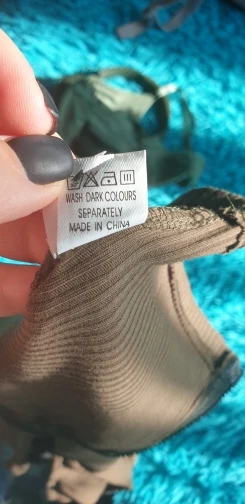 WASH DARK COLOURS
SEPARATELY
MADE IN CHINA